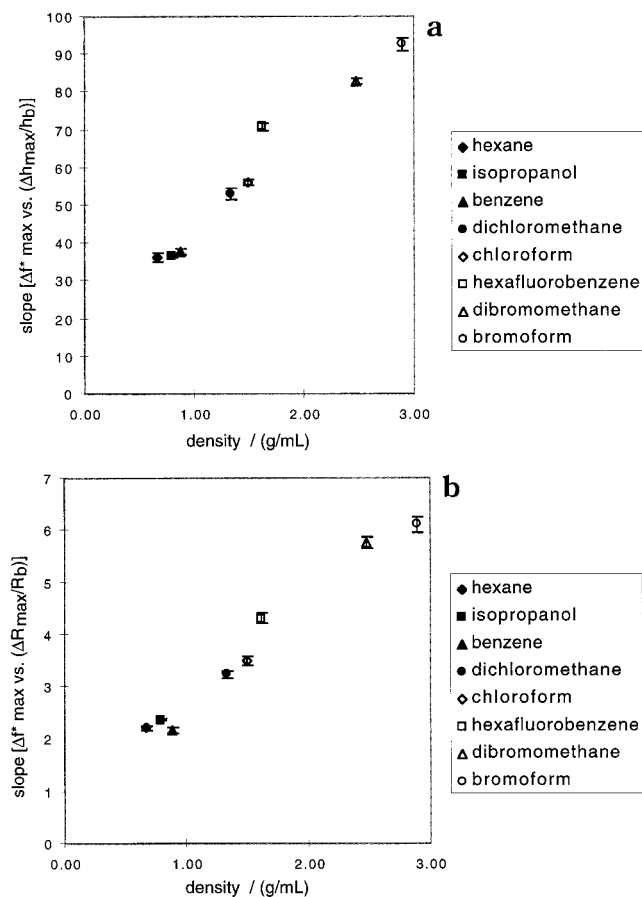 a
100
90
80
70
60
50
40
30
20
10
0
slope [Δf* max vs. (Δhmax/hb)]
0.00 1.00 2.00 3.00
density / (g/mL)
hexane
isopropanol
benzene
dichloromethane
chloroform
hexafluorobenzene
dibromomethane
bromoform
b
7
6
5
4
3
2
1
0
slope [Δf* max vs. (ΔRmax/Rb)]
0.00 1.00 2.00 3.00
density / (g/mL)
hexane
isopropanol
benzene
dichloromethane
chloroform
hexafluorobenzene
dibromomethane
bromoform